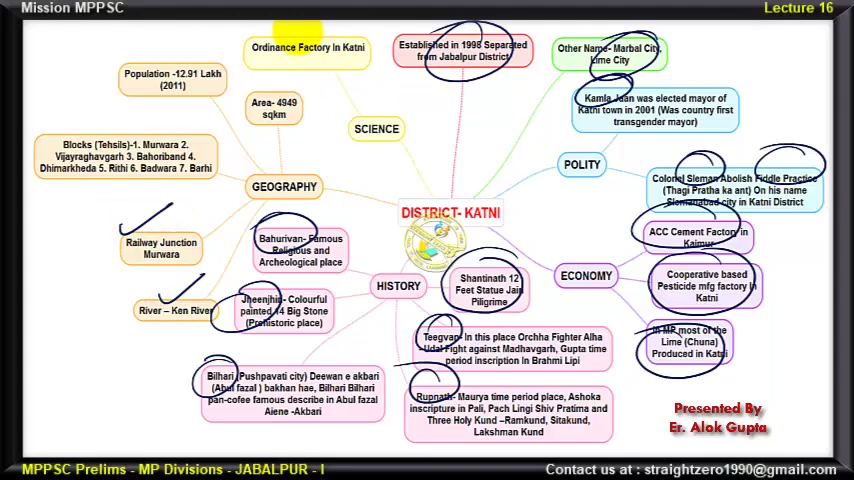 Mission MPPSC
Lecture 16
Ordinance Factory In Katni
Established in 1998 Separated
from Jabalpur District
Other Name- Marbal City,
Lime City
Population -12.91 Lakh
(2011)
Area- 4949
sqkm
SCIENCE
Kamla Jaan was elected mayor of
Katni town in 2001 (Was country first
transgender mayor)
Blocks (Tehsils)-1. Murwara 2.
Vijayraghavgarh 3. Bahoriband 4.
Dhimarkheda 5. Rithi 6. Badwara 7. Barhi
POLITY
GEOGRAPHY
Colonel Sleman Abolish Fiddle Practice
(Thagi Pratha ka ant) On his name
Slemanabad city in Katni District
DISTRICT- KATNI
Railway Junction
Murwara
Bahurivan- Famous
Religious and
Archeological place
ACC Cement Factory in
Kaimur
HISTORY
Shantinath 12
Feet Statue Jain
Piligrime
ECONOMY
Cooperative based
Pesticide mfg factory In
Katni
River – Ken River
Jheenjhir- Colourful
painted 14 Big Stone
(Prehistoric place)
Teegvan- In this place Orchha Fighter Alha
- Udal Fight against Madhavgarh, Gupta time
period inscription In Brahmi Lipi
In MP most of the
Lime (Chuna)
Produced in Katni
Bilhari (Pushpavati city) Deewan e akbari
(Abul fazal ) bakhan hae, Bilhari Bilhari
pan-cofee famous describe in Abul fazal
Aiene -Akbari
Rupnath- Maurya time period place, Ashoka
inscripture in Pali, Pach Lingi Shiv Pratima and
Three Holy Kund –Ramkund, Sitakund,
Lakshman Kund
Presented By
Er. Alok Gupta
MPPSC Prelims - MP Divisions - JABALPUR - I
Contact us at : straightzero1990@gmail.com